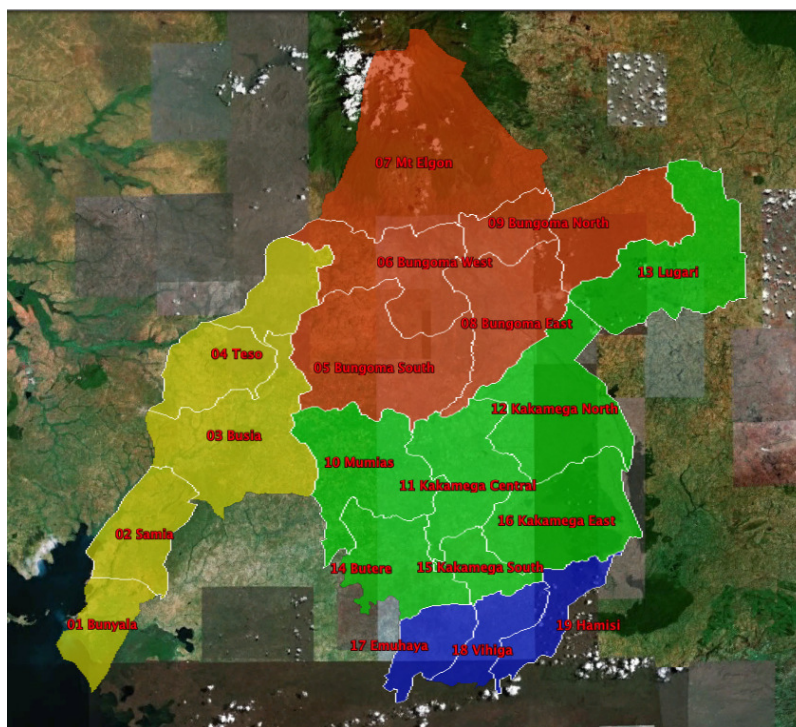 07 Mt Elgon
09 Bungoma North
06 Bungoma West
13 Lugari
08 Bungoma East
04 Teso
05 Bungoma South
12 Kakamega North
03 Busia
10 Mumias
11 Kakamega Central
16 Kakamega East
02 Samia
14 Butere
15 Kakamega South
01 Bunyala
19 Hamisi
17 Emuhaya
18 Vihiga